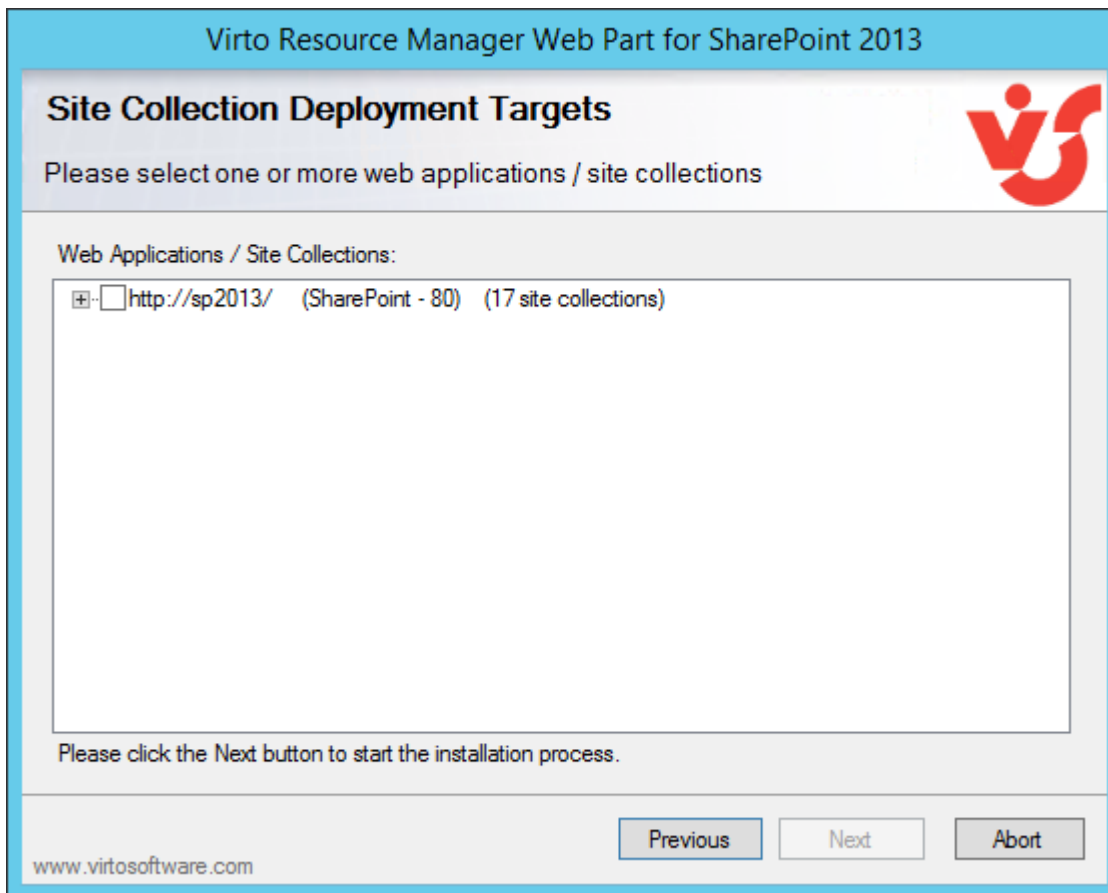 Virto Resource Manager Web Part for SharePoint 2013
Site Collection Deployment Targets
Please select one or more web applications / site collections
Web Applications / Site Collections:
http://sp2013/ (SharePoint - 80) (17 site collections)
Please click the Next button to start the installation process.
Previous Next Abort
www.virtosoftware.com